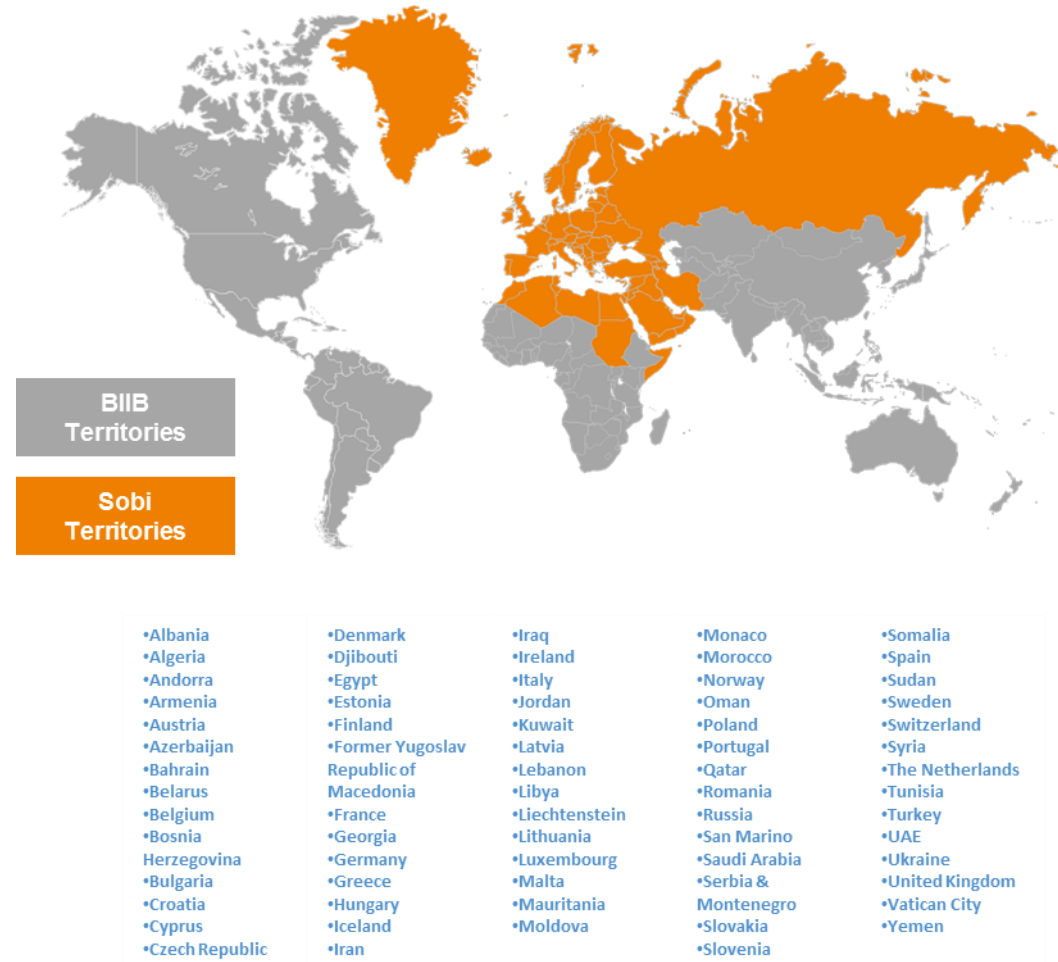 BIIB
Territories
Sobi
Territories
•Albania
•Algeria
•Andorra
•Armenia
•Austria
•Azerbaijan
•Bahrain
•Belarus
•Belgium
•Bosnia
Herzegovina
•Bulgaria
•Croatia
•Cyprus
•Czech Republic
•Denmark
•Djibouti
•Egypt
•Estonia
•Finland
•Former Yugoslav
Republic of
Macedonia
•France
•Georgia
•Germany
•Greece
•Hungary
•Iceland
•Iran
•Iraq
•Ireland
•Italy
•Jordan
•Kuwait
•Latvia
•Lebanon
•Libya
•Liechtenstein
•Lithuania
•Luxembourg
•Malta
•Mauritania
•Moldova
•Monaco
•Morocco
•Norway
•Oman
•Poland
•Portugal
•Qatar
•Romania
•Russia
•San Marino
•Saudi Arabia
•Serbia &
Montenegro
•Slovakia
•Slovenia
•Somalia
•Spain
•Sudan
•Sweden
•Switzerland
•Syria
•The Netherlands
•Tunisia
•Turkey
•UAE
•Ukraine
•United Kingdom
•Vatican City
•Yemen